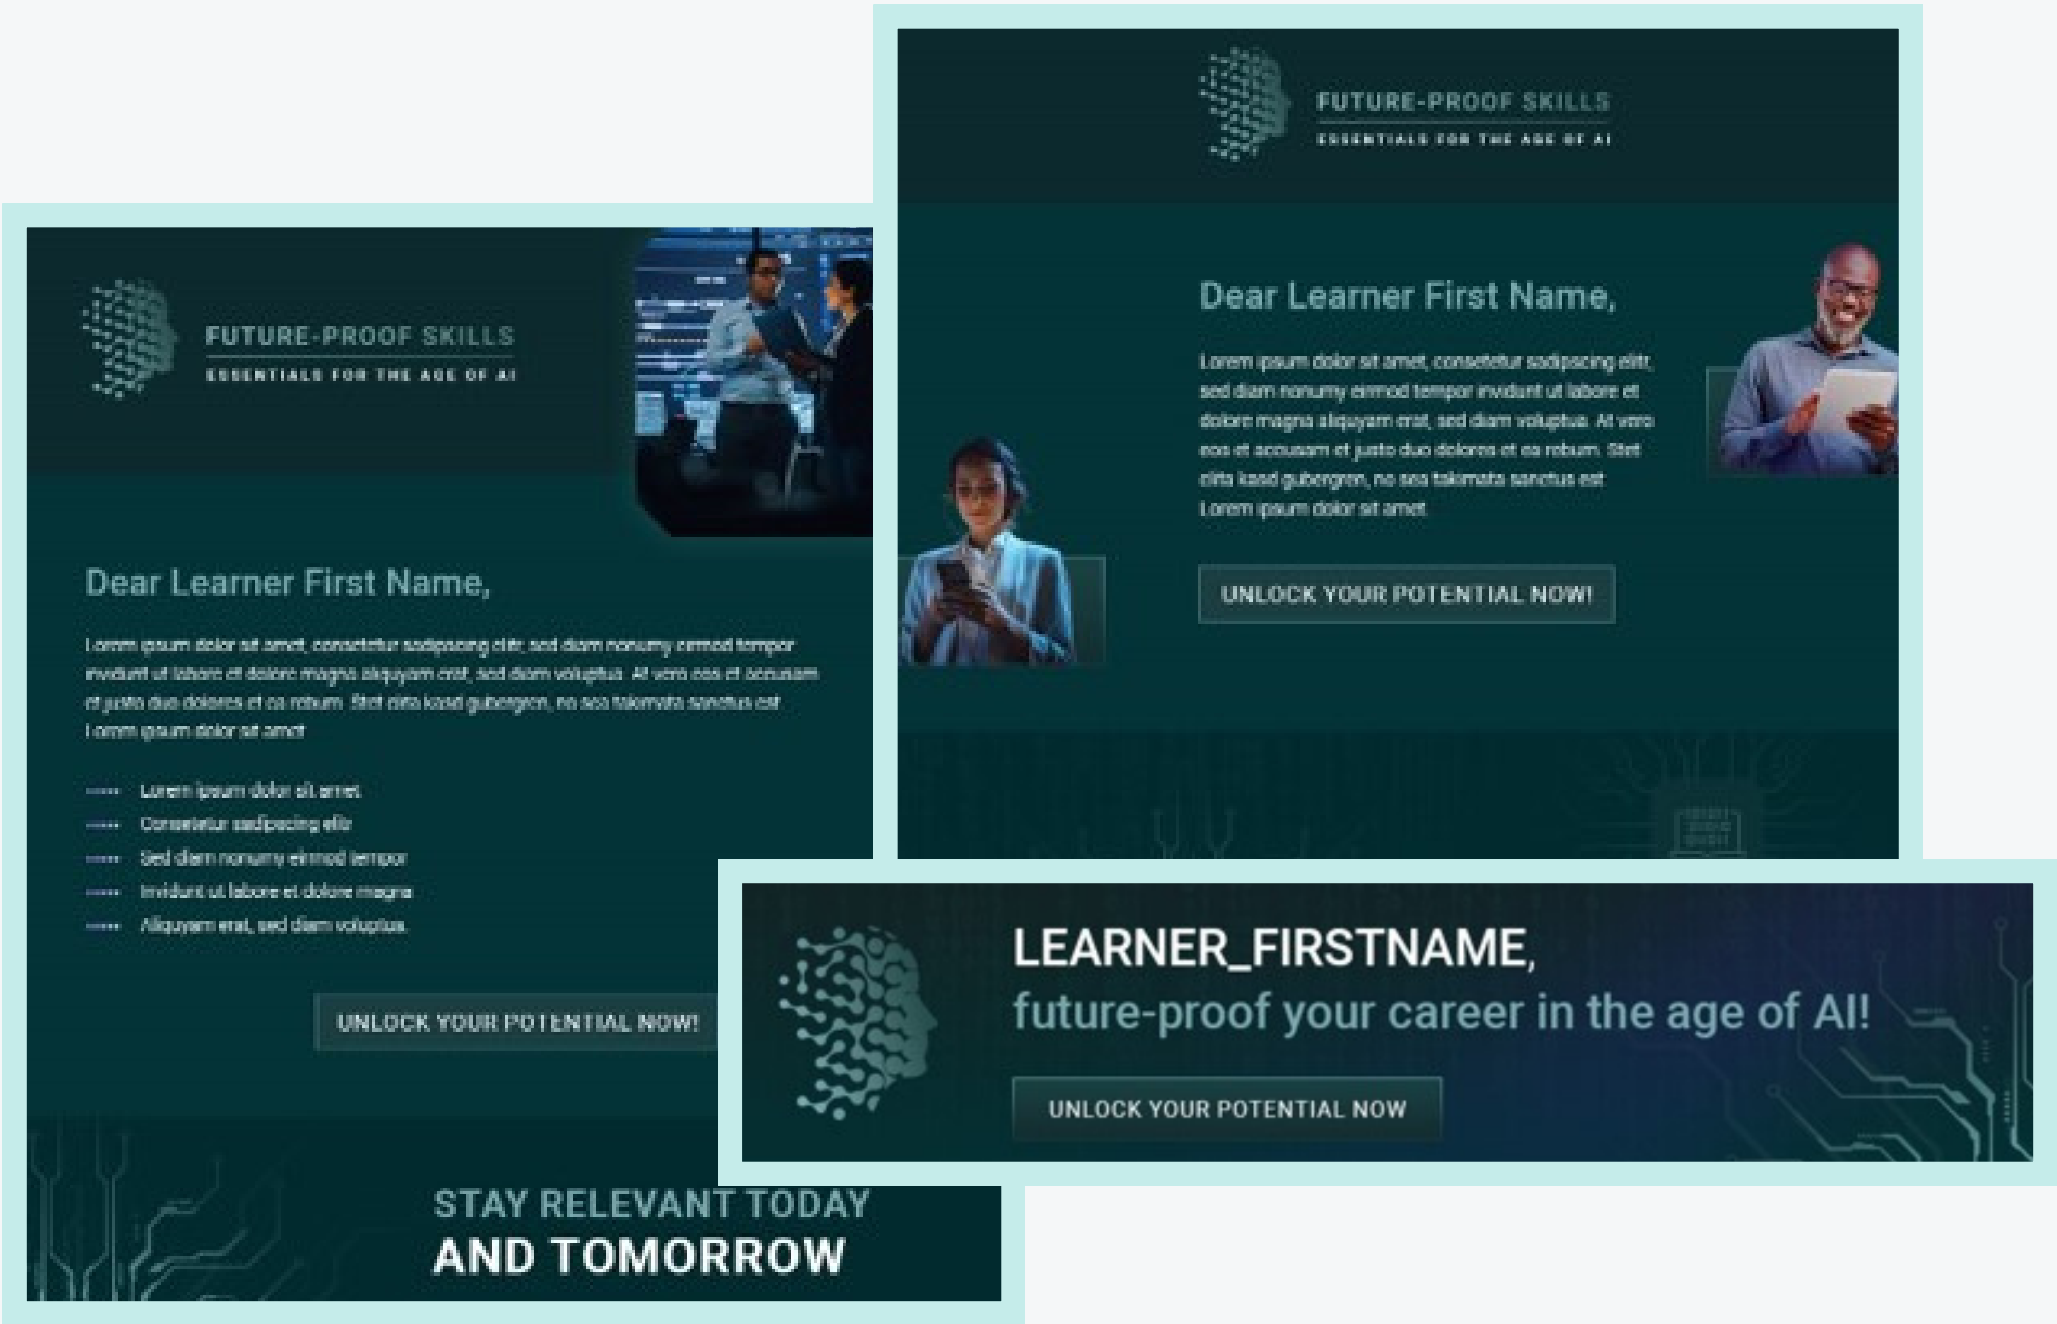 FUTURE-PROOF SKILLS
ESSENTIALS FOR THE AGE OF AI
Dear Learner First Name,
Lorem ipsum dolor sit amet, consetetur sadipscing elitr, sed diam nonumy eirmod tempor
invidunt ut labore et dolore magna aliquyam erat, sed diam voluptua. At vero eos et accusam
et justo duo dolores et ea rebum. Stet clita kasd gubergren, no sea takimata sanctus est
Lorem ipsum dolor sit amet
Lorem ipsum dolor sit amet
Consetetur sadipscing elitr
Sed diam nonumy eirmod tempor
Invidunt ut labore et dolore magna
Aliquyam erat, sed diam voluptua.
UNLOCK YOUR POTENTIAL NOW!
STAY RELEVANT TODAY
AND TOMORROW
FUTURE-PROOF SKILLS
ESSENTIALS FOR THE AGE OF AI
Dear Learner First Name,
Lorem ipsum dolor sit amet, consetetur sadipscing elitr,
sed diam nonumy eirmod tempor invidunt ut labore et
dolore magna aliquyam erat, sed diam voluptua. At vero
eos et accusam et justo duo dolores et ea rebum. Stet
clita kasd gubergren, no sea takimata sanctus est
Lorem ipsum dolor sit amet.
UNLOCK YOUR POTENTIAL NOW!
LEARNER_FIRSTNAME,
future-proof your career in the age of AI!
UNLOCK YOUR POTENTIAL NOW